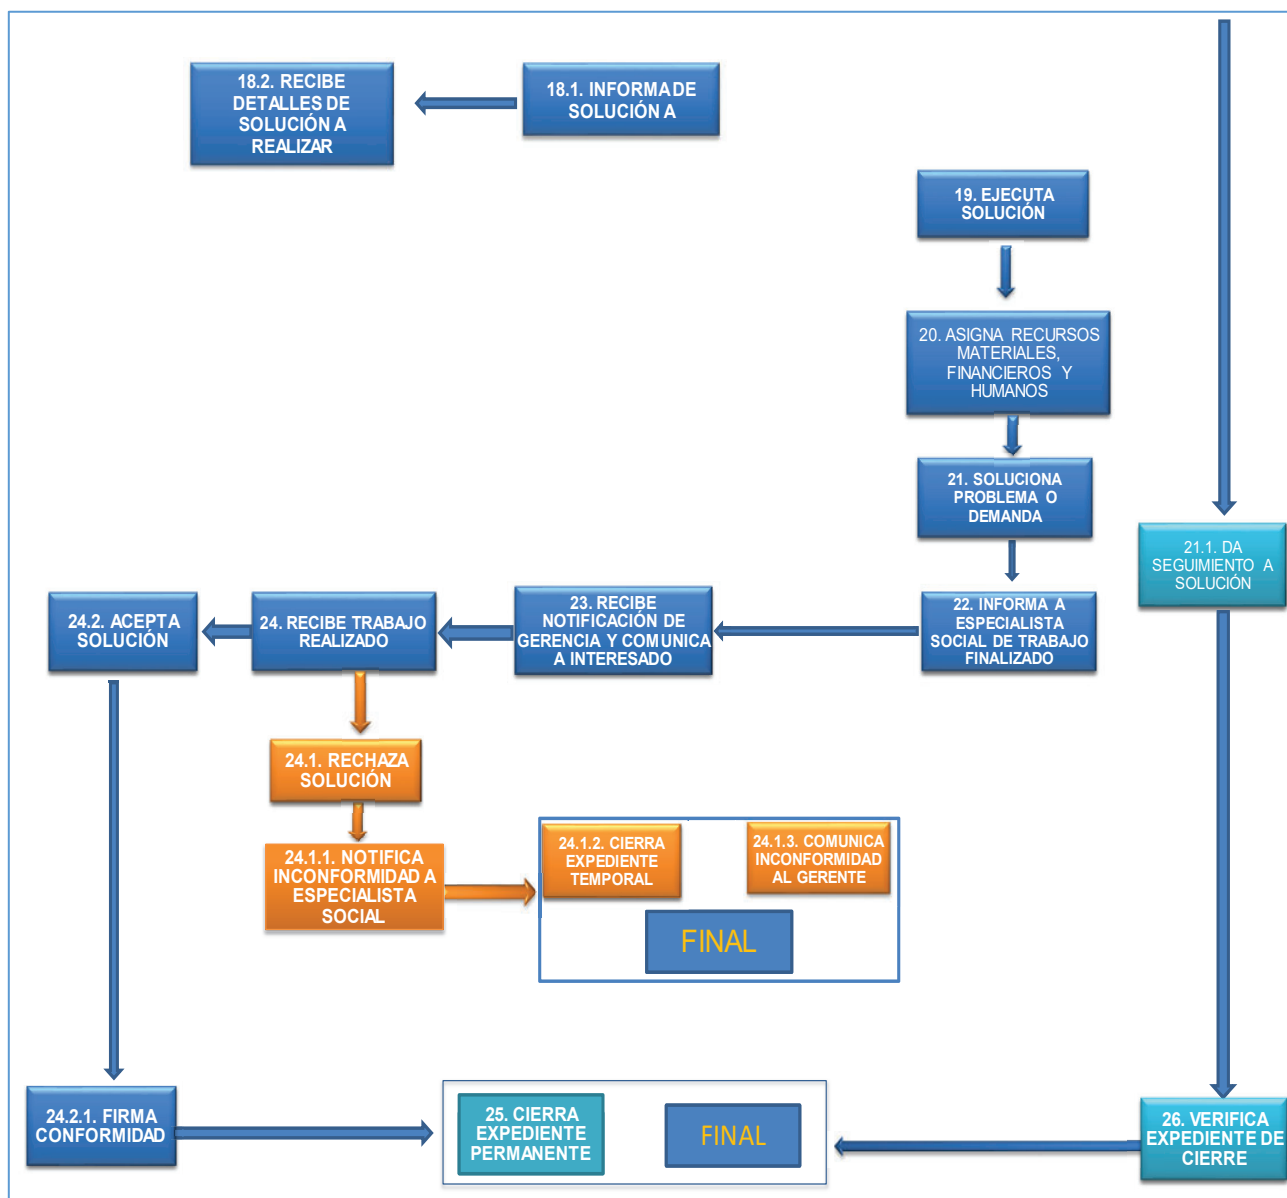 18.2. RECIBE
DETALLES DE
SOLUCIÓN A
REALIZAR
18.1. INFORMA DE
SOLUCIÓN A
19. EJECUTA
SOLUCIÓN
20. ASIGNA RECURSOS
MATERIALES,
FINANCIEROS Y
HUMANOS
21. SOLUCIONA
PROBLEMA O
DEMANDA
21.1. DA
SEGUIMIENTO A
SOLUCIÓN
24.2. ACEPTA
SOLUCIÓN
24. RECIBE TRABAJO
REALIZADO
23. RECIBE
NOTIFICACIÓN DE
GERENCIA Y COMUNICA
A INTERESADO
22. INFORMA A
ESPECIALISTA
SOCIAL DE TRABAJO
FINALIZADO
24.1. RECHAZA
SOLUCIÓN
24.1.1. NOTIFICA
INCONFORMIDAD A
ESPECIALISTA
SOCIAL
24.1.2. CIERRA
EXPEDIENTE
TEMPORAL
24.1.3. COMUNICA
INCONFORMIDAD
AL GERENTE
FINAL
24.2.1. FIRMA
CONFORMIDAD
25. CIERRA
EXPEDIENTE
PERMANENTE
FINAL
26. VERIFICA
EXPEDIENTE DE
CIERRE